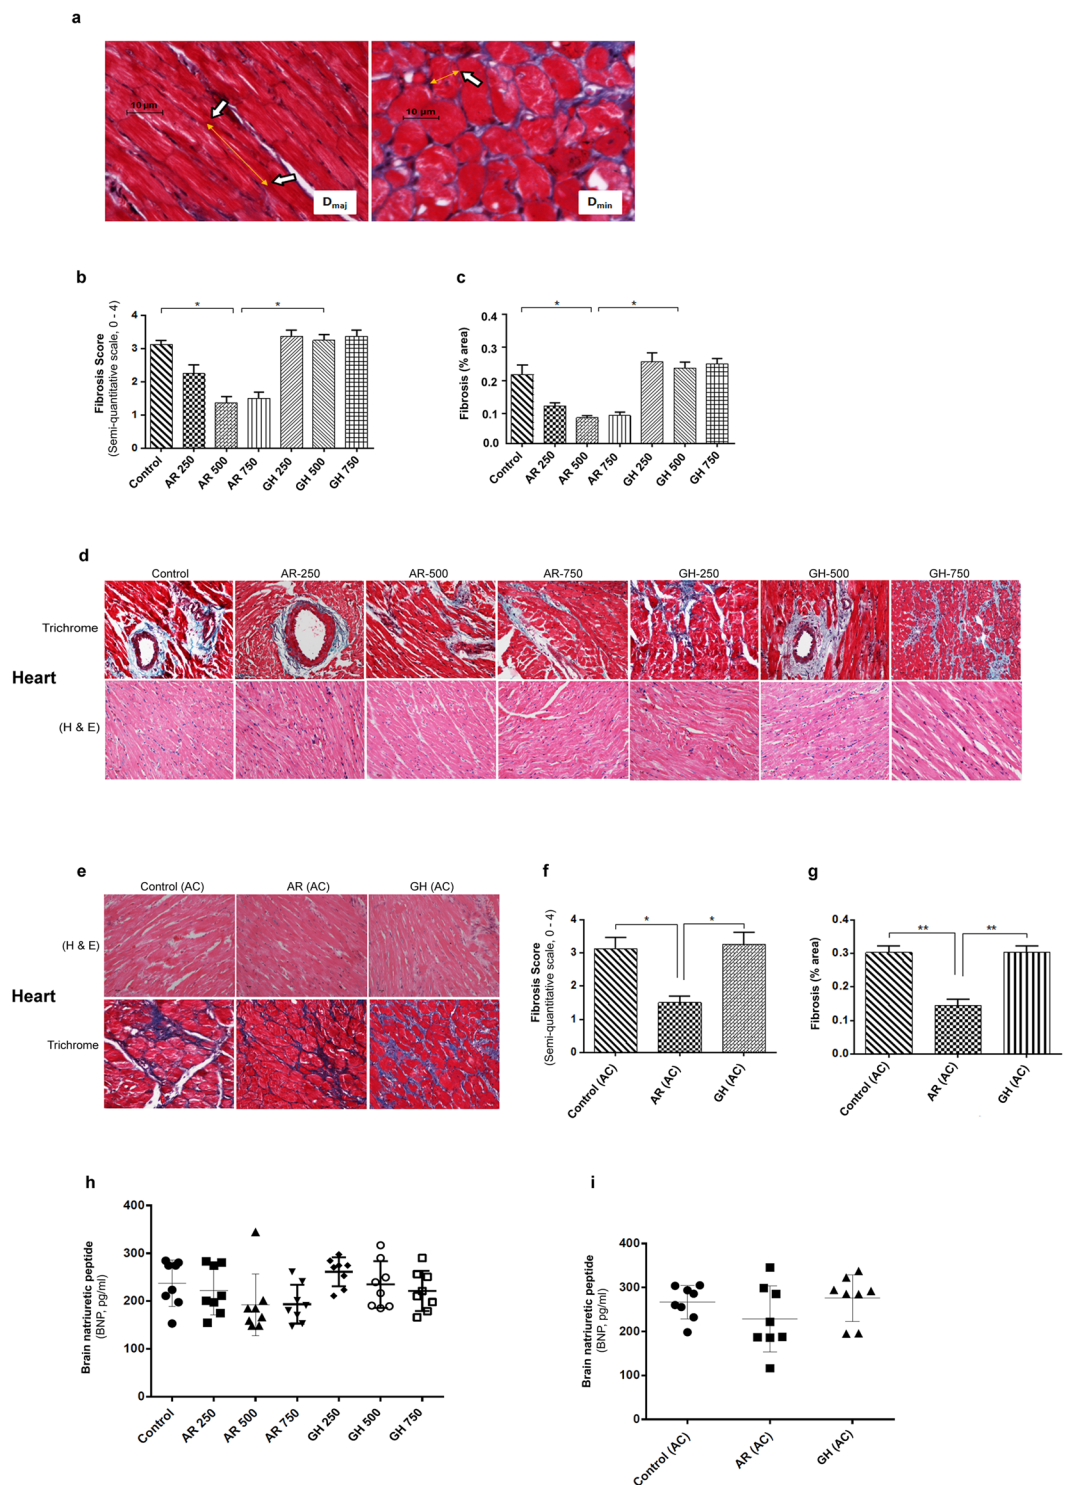 a
10 µm
Dmaj
10 µm
Dmin
b
Fibrosis Score
(Semi-quantitative scale, 0 - 4)
4
3
2
1
0
*
*
Control
AR 250
AR 500
AR 750
GH 250
GH 500
GH 750
c
Fibrosis (% area)
0.4
0.3
0.2
0.1
0.0
*
*
Control
AR 250
AR 500
AR 750
GH 250
GH 500
GH 750
d
Control
AR-250
AR-500
AR-750
GH-250
GH-500
GH-750
Trichrome
Heart
(H & E)
e
Control (AC)
AR (AC)
GH (AC)
(H & E)
Heart
Trichrome
f
Fibrosis Score
(Semi-quantitative scale, 0 - 4)
4
3
2
1
0
*
*
Control (AC)
AR (AC)
GH (AC)
g
Fibrosis (% area)
0.4
0.3
0.2
0.1
0.0
**
**
Control (AC)
AR (AC)
GH (AC)
h
Brain natriuretic peptide
(BNP, pg/ml)
400
300
200
100
0
Control
AR 250
AR 500
AR 750
GH 250
GH 500
GH 750
i
Brain natriuretic peptide
(BNP, pg/ml)
400
300
200
100
0
Control (AC)
AR (AC)
GH (AC)